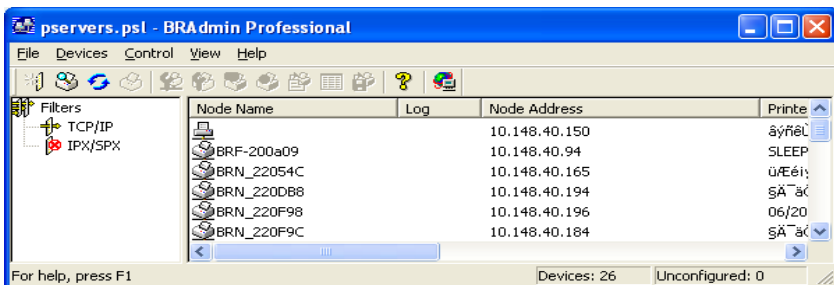 pservers.psl - BRAdmin Professional
File Devices Control View Help
Filters
TCP/IP
IPX/SPX
Node Name Log Node Address Printe
10.148.40.150
BRF-200a09 10.148.40.94 SLEEP
BRN_22054C 10.148.40.165
BRN_220DB8 10.148.40.194
BRN_220F98 10.148.40.196 06/20
BRN_220F9C 10.148.40.184
For help, press F1 Devices: 26 Unconfigured: 0